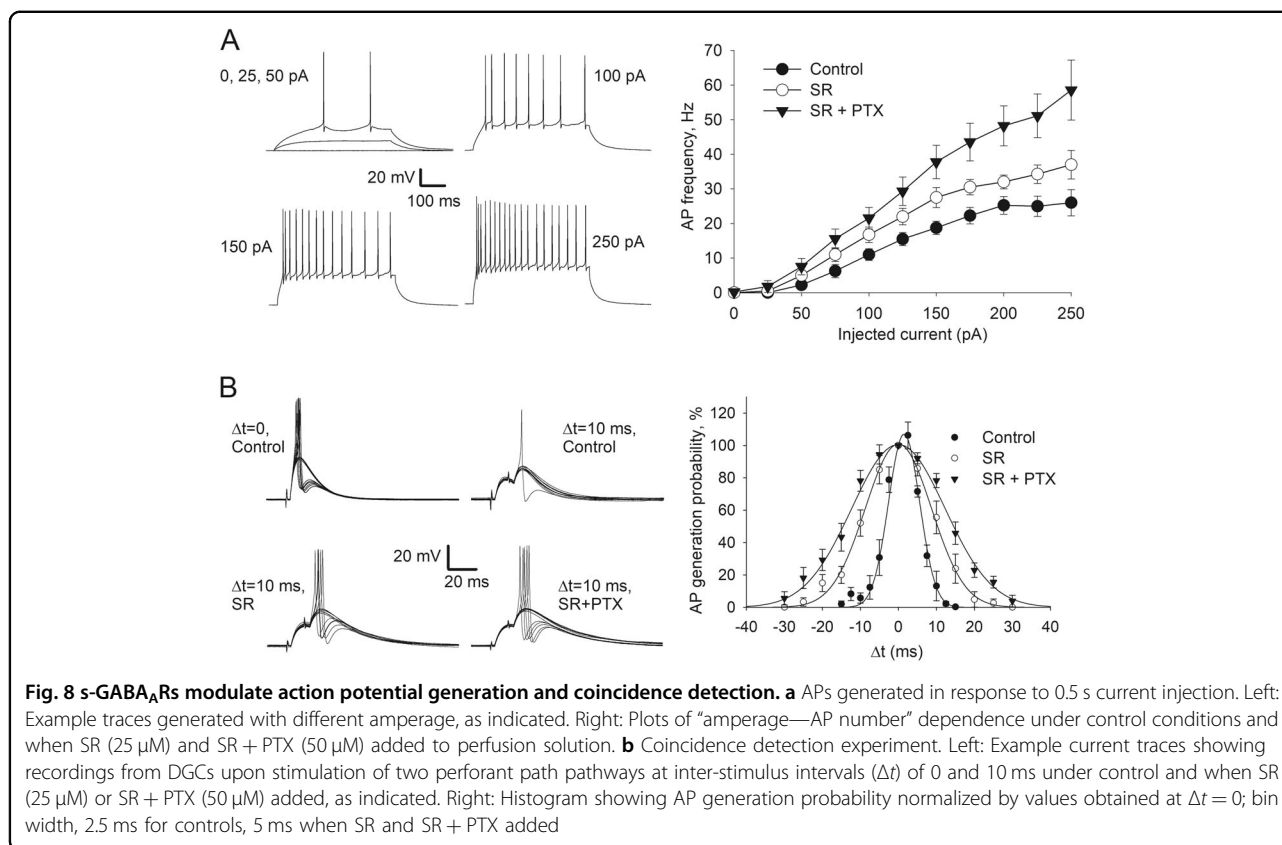 A
0, 25, 50 pA
100 pA
20 mV
100 ms
150 pA
250 pA
AP frequency, Hz
70
60
50
40
30
20
10
0
Control
SR
SR + PTX
0 50 100 150 200 250
Injected current (pA)
B
Δt=0,
Control
Δt=10 ms,
Control
20 mV
20 ms
Δt=10 ms,
SR
Δt=10 ms,
SR+PTX
AP generation probability, %
120
100
80
60
40
20
0
Control
SR
SR + PTX
-40 -30 -20 -10 0 10 20 30 40
Δt (ms)
Fig. 8 s-GABA_ARs modulate action potential generation and coincidence detection. a APs generated in response to 0.5 s current injection. Left:
Example traces generated with different amperage, as indicated. Right: Plots of “amperage—AP number” dependence under control conditions and
when SR (25 μM) and SR + PTX (50 μM) added to perfusion solution. b Coincidence detection experiment. Left: Example current traces showing
recordings from DGCs upon stimulation of two perforant path pathways at inter-stimulus intervals (Δt) of 0 and 10 ms under control and when SR
(25 μM) or SR + PTX (50 μM) added, as indicated. Right: Histogram showing AP generation probability normalized by values obtained at Δt = 0; bin
width, 2.5 ms for controls, 5 ms when SR and SR + PTX added